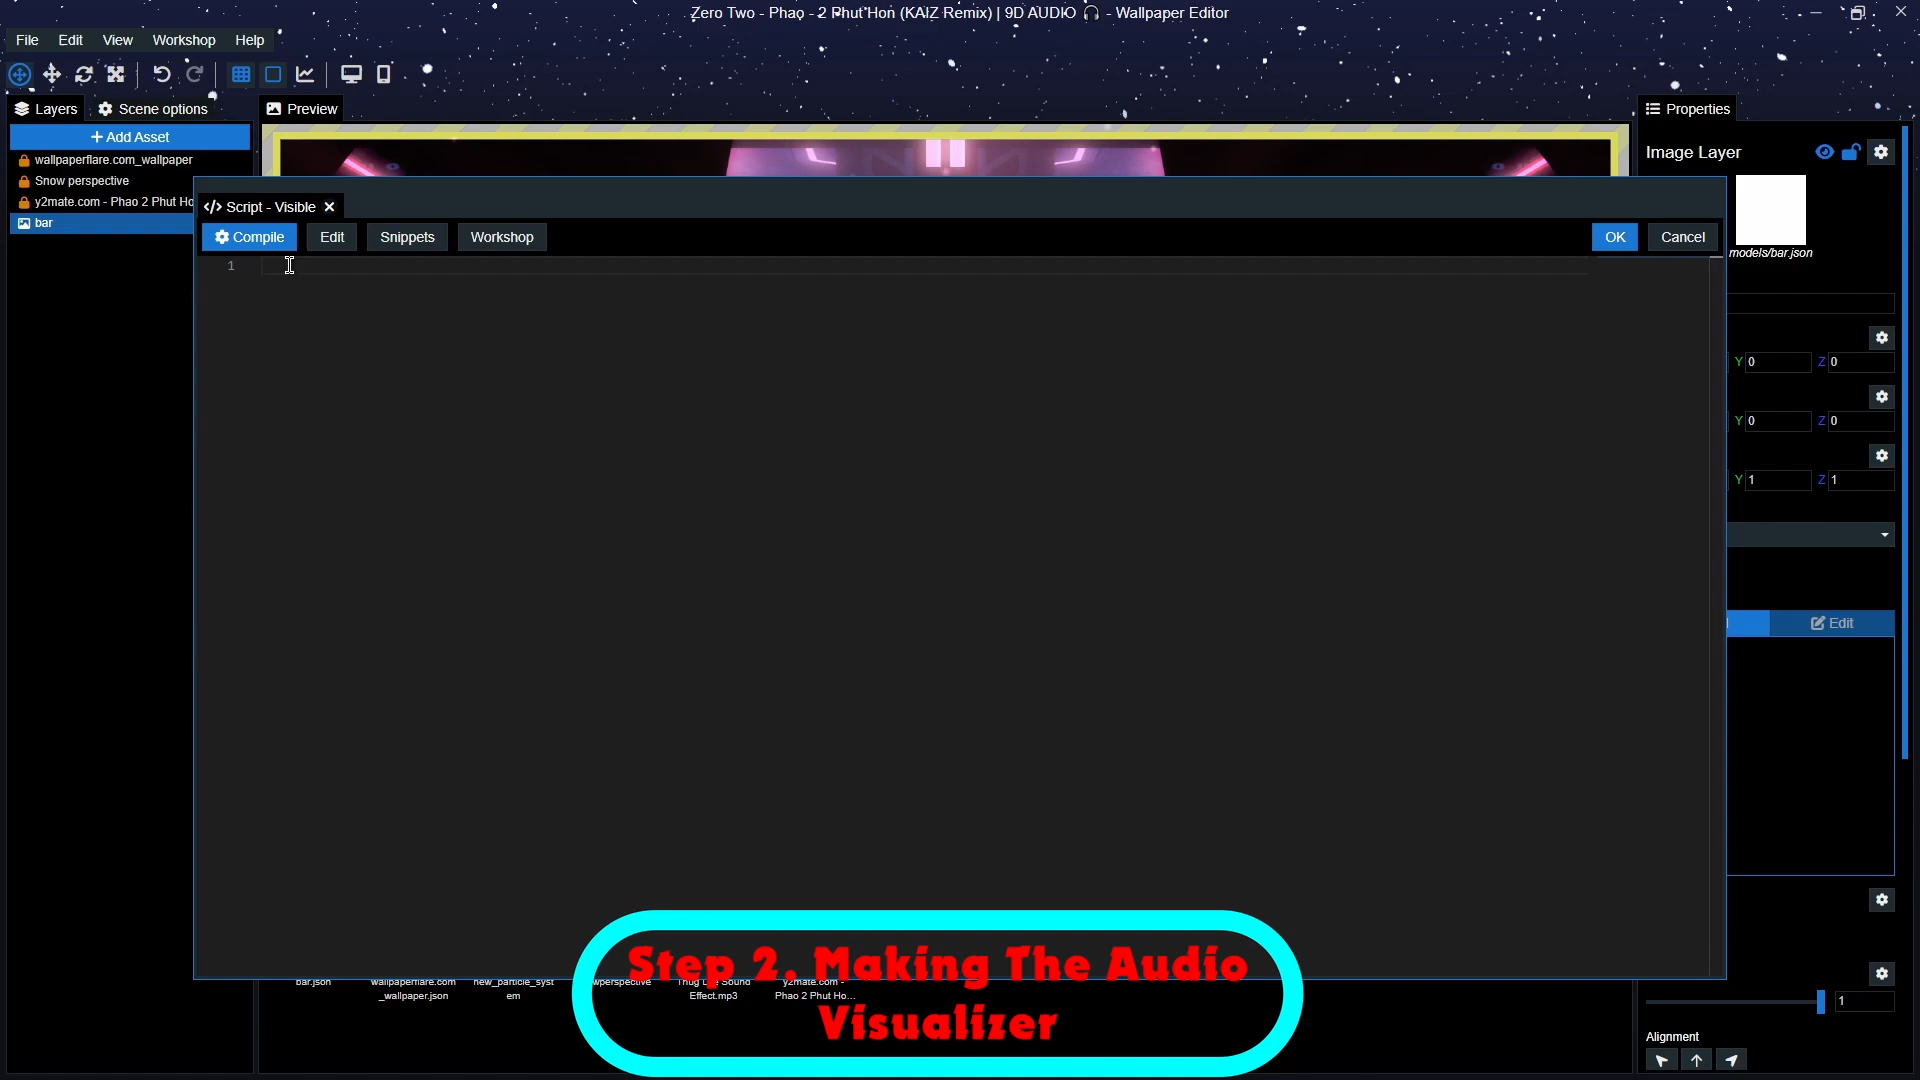 Zero Two - Phao - 2 Phut Hon (KAIZ Remix) | 9D AUDIO 🎧 - Wallpaper Editor
File Edit View Workshop Help
Layers Scene options Preview Properties
+ Add Asset
wallpaperflare.com_wallpaper
Snow perspective
y2mate.com - Phao 2 Phut Ho
bar
Image Layer
models/bar.json
</> Script - Visible ×
Compile Edit Snippets Workshop OK Cancel
1
Y 0 Z 0
Y 0 Z 0
Y 1 Z 1
Edit
1
Alignment
bar.json
wallpaperflare.com
_wallpaper.json
new_particle_syst
em
wperspective
Thug Life Sound
Effect.mp3
y2mate.com -
Phao 2 Phut Ho...
Step 2. Making The Audio
Visualizer